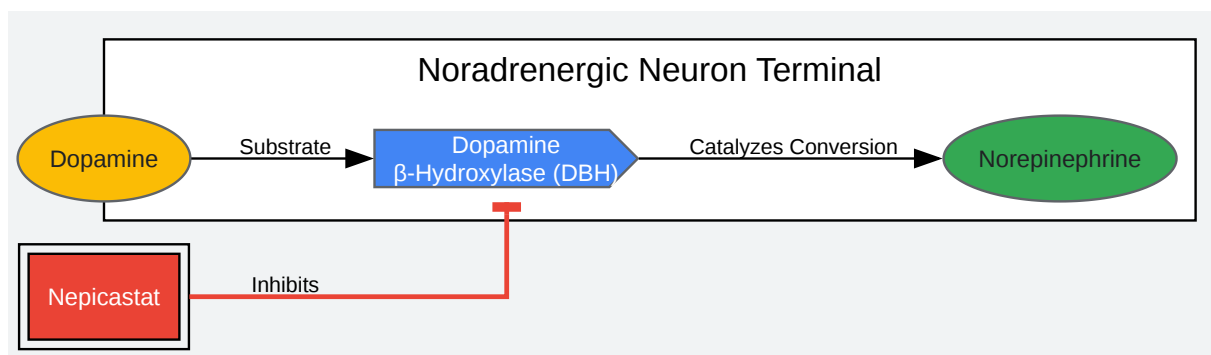 Noradrenergic Neuron Terminal
Dopamine
Substrate
Dopamine
β-Hydroxylase (DBH)
Catalyzes Conversion
Norepinephrine
Nepicastat
Inhibits